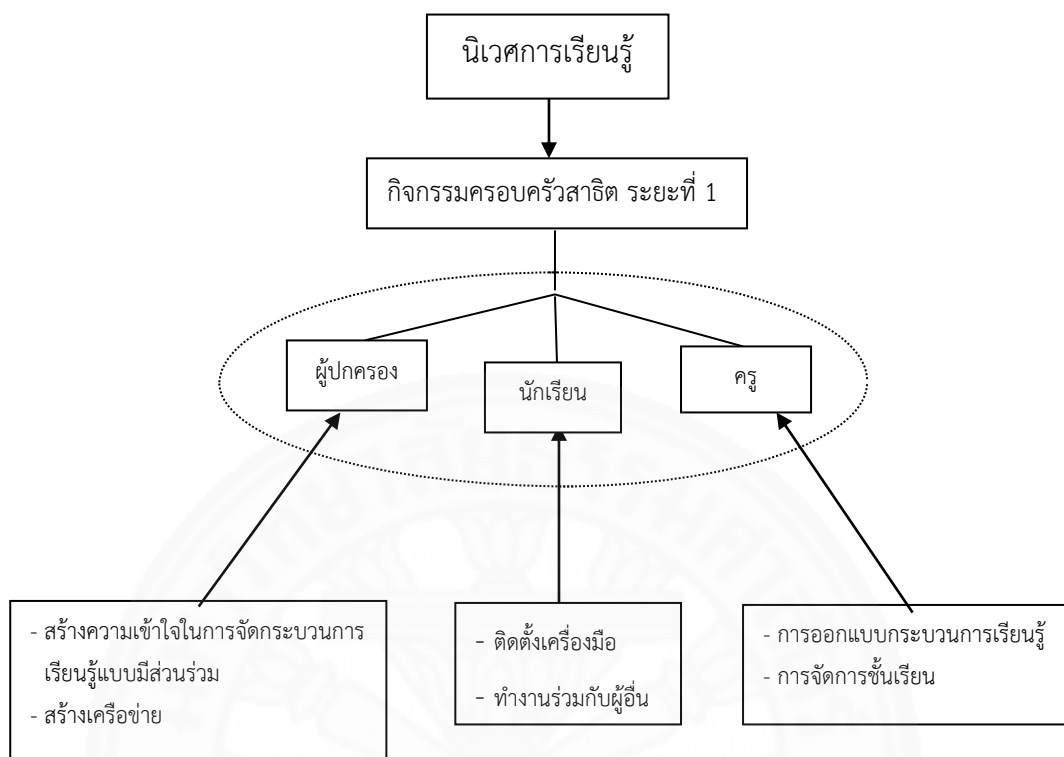 นิเวศการเรียนรู้
กิจกรรมครอบครัวสาธิต ระยะที่ 1
ผู้ปกครอง
นักเรียน
ครู
- สร้างความเข้าใจในการจัดกระบวนการ
เรียนรู้แบบมีส่วนร่วม
- สร้างเครือข่าย
- ติดตั้งเครื่องมือ
- ทำงานร่วมกับผู้อื่น
- การออกแบบกระบวนการเรียนรู้
- การจัดการชั้นเรียน